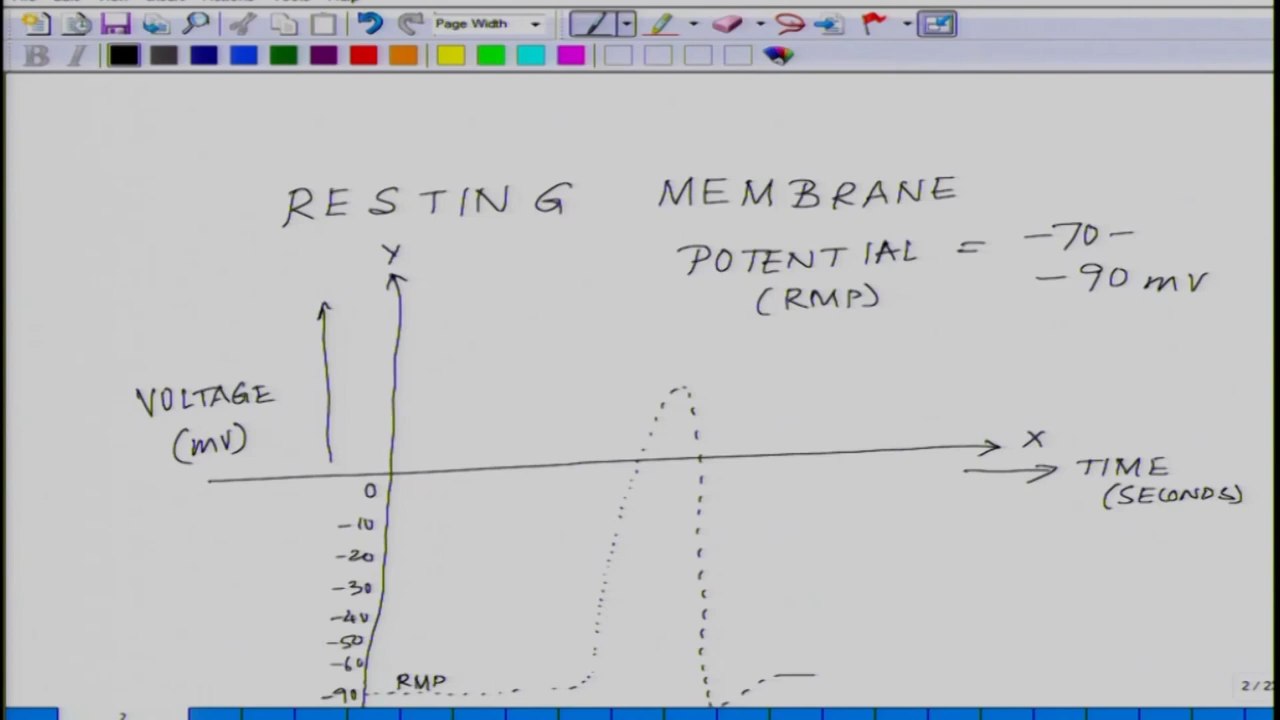 Page Width
B I
RESTING MEMBRANE
POTENTIAL = -70 -
(RMP) -90 mV
Y
VOLTAGE
(mV)
X
TIME
(SECONDS)
0
-10
-20
-30
-40
-50
-60
-90
RMP
2